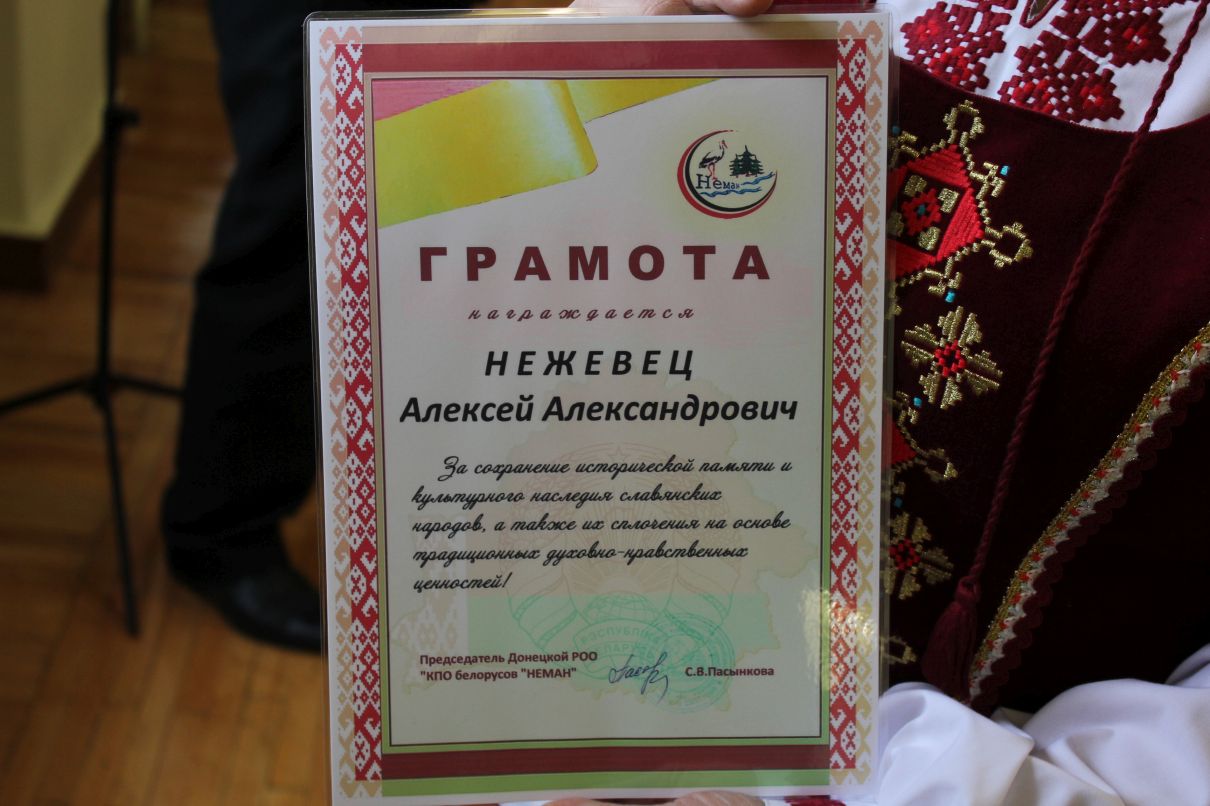 Неман
ГРАМОТА
награждается
НЕЖЕВЕЦ
Алексей Александрович
За сохранение исторической памяти и
культурного наследия славянских
народов, а также их сплочения на основе
традиционных духовно-нравственных
ценностей!
Председатель Донецкой РОО
"КПО белорусов "НЕМАН" С.В.Пасынкова